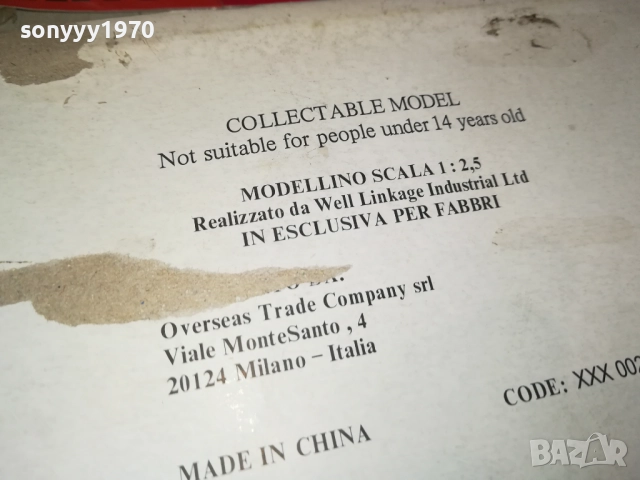 sonyyy1970
COLLECTABLE MODEL
Not suitable for people under 14 years old
MODELLINO SCALA 1 : 2,5
Realizzato da Well Linkage Industrial Ltd
IN ESCLUSIVA PER FABBRI
Overseas Trade Company srl
Viale MonteSanto , 4
20124 Milano – Italia
CODE: XXX 002
MADE IN CHINA
BAZAR